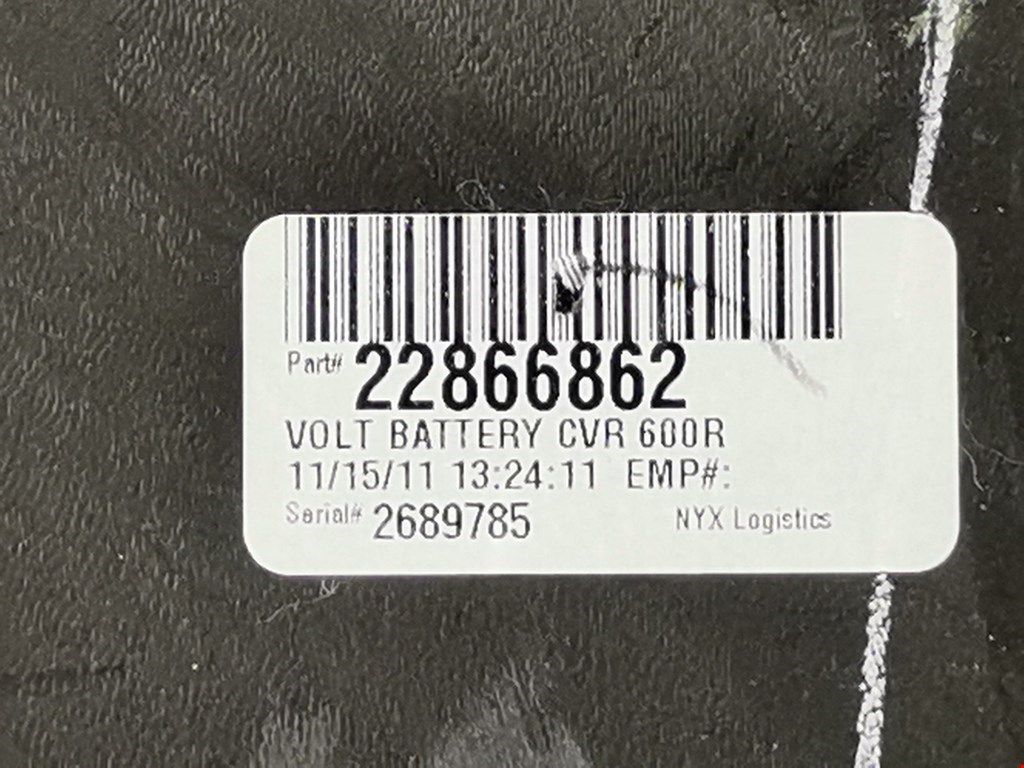 Part# 22866862
VOLT BATTERY CVR 600R
11/15/11 13:24:11 EMP#:
Serial# 2689785 NYX Logistics